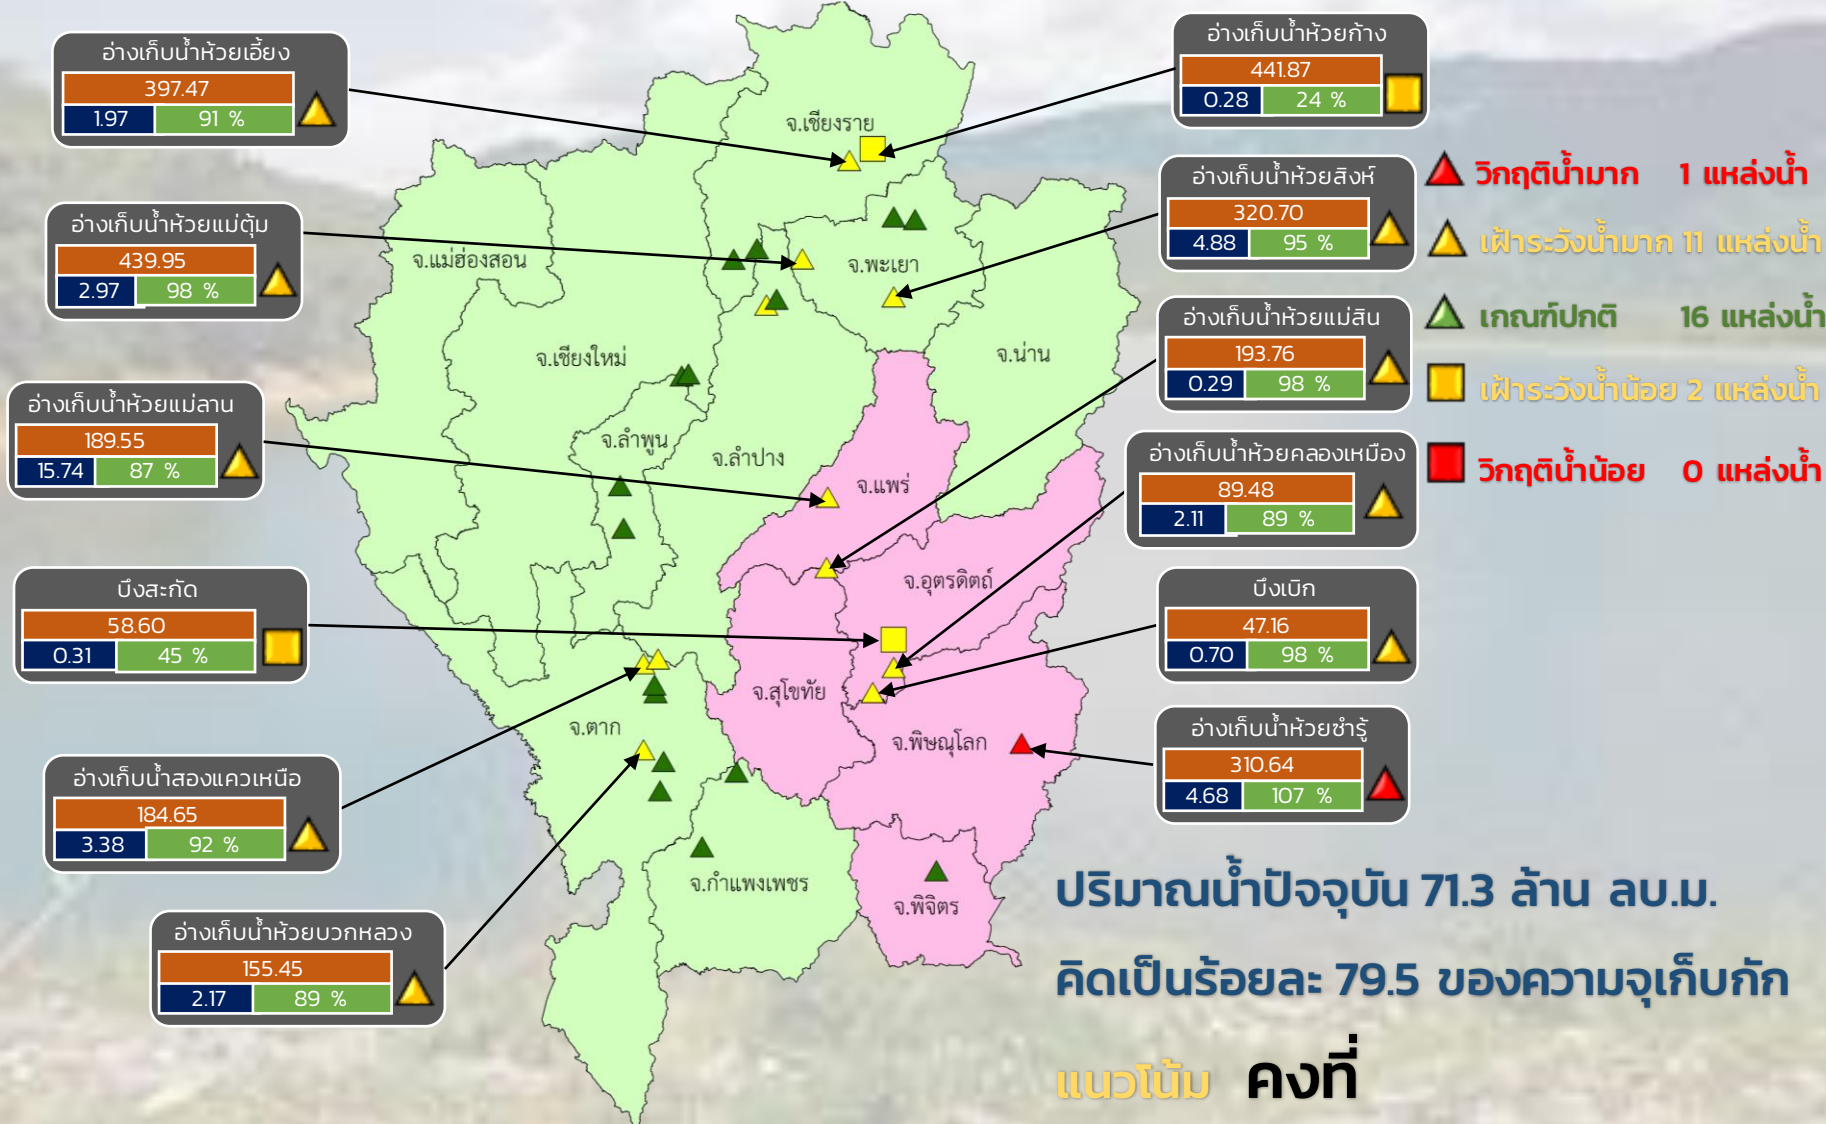 อ่างเก็บน้ำห้วยเอี้ยง
397.47
1.97 91 %
อ่างเก็บน้ำห้วยก้าง
441.87
0.28 24 %
อ่างเก็บน้ำห้วยแม่ตุ้ม
439.95
2.97 98 %
อ่างเก็บน้ำห้วยสิงห์
320.70
4.88 95 %
อ่างเก็บน้ำห้วยแม่สิน
193.76
0.29 98 %
อ่างเก็บน้ำห้วยแม่ลาน
189.55
15.74 87 %
อ่างเก็บน้ำห้วยคลองเหมือง
89.48
2.11 89 %
บึงสะกัด
58.60
0.31 45 %
บึงเบิก
47.16
0.70 98 %
อ่างเก็บน้ำห้วยซำรู้
310.64
4.68 107 %
อ่างเก็บน้ำสองแควเหนือ
184.65
3.38 92 %
อ่างเก็บน้ำห้วยบวกหลวง
155.45
2.17 89 %
จ.เชียงราย
จ.แม่ฮ่องสอน
จ.พะเยา
จ.เชียงใหม่
จ.น่าน
จ.ลำพูน
จ.ลำปาง
จ.แพร่
จ.อุตรดิตถ์
จ.สุโขทัย
จ.ตาก
จ.พิษณุโลก
จ.กำแพงเพชร
จ.พิจิตร
วิกฤติน้ำมาก 1 แหล่งน้ำ
เฝ้าระวังน้ำมาก 11 แหล่งน้ำ
เกณฑ์ปกติ 16 แหล่งน้ำ
เฝ้าระวังน้ำน้อย 2 แหล่งน้ำ
วิกฤติน้ำน้อย 0 แหล่งน้ำ
ปริมาณน้ำปัจจุบัน 71.3 ล้าน ลบ.ม.
คิดเป็นร้อยละ 79.5 ของความจุเก็บกัก
แนวโน้ม คงที่